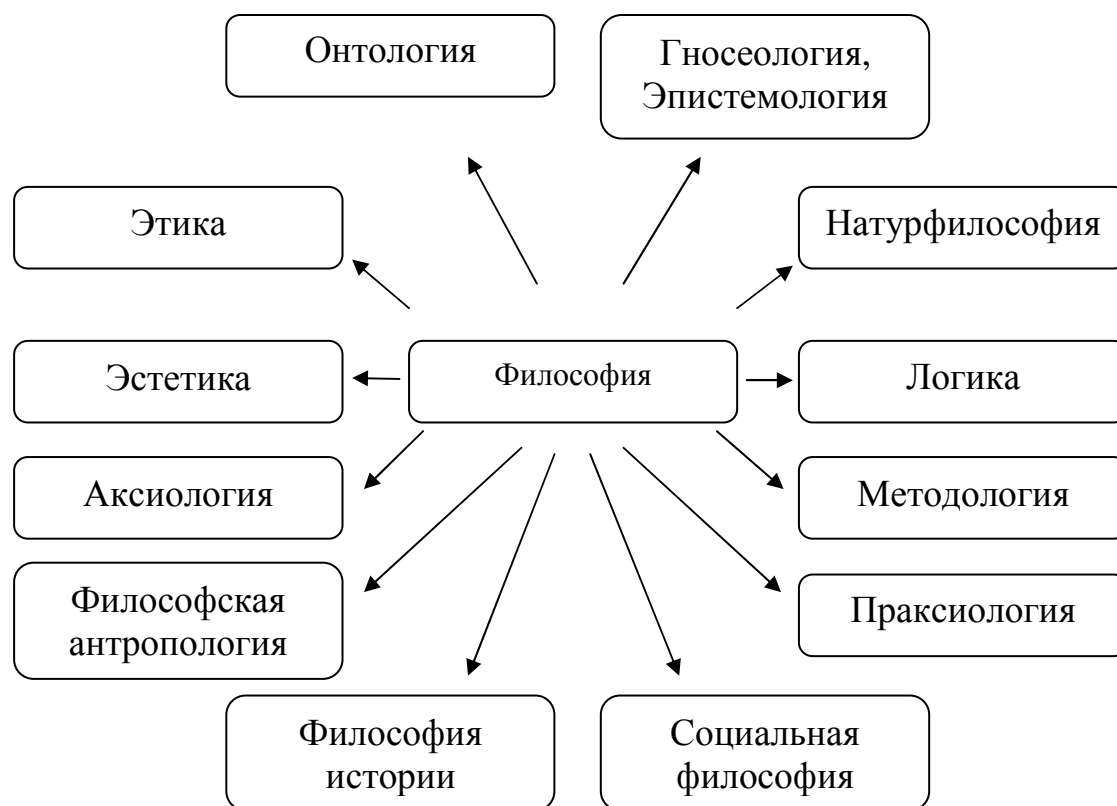 Онтология
Гносеология,
Эпистемология
Этика
Натурфилософия
Эстетика
Философия
Логика
Аксиология
Методология
Философская
антропология
Праксиология
Философия
истории
Социальная
философия